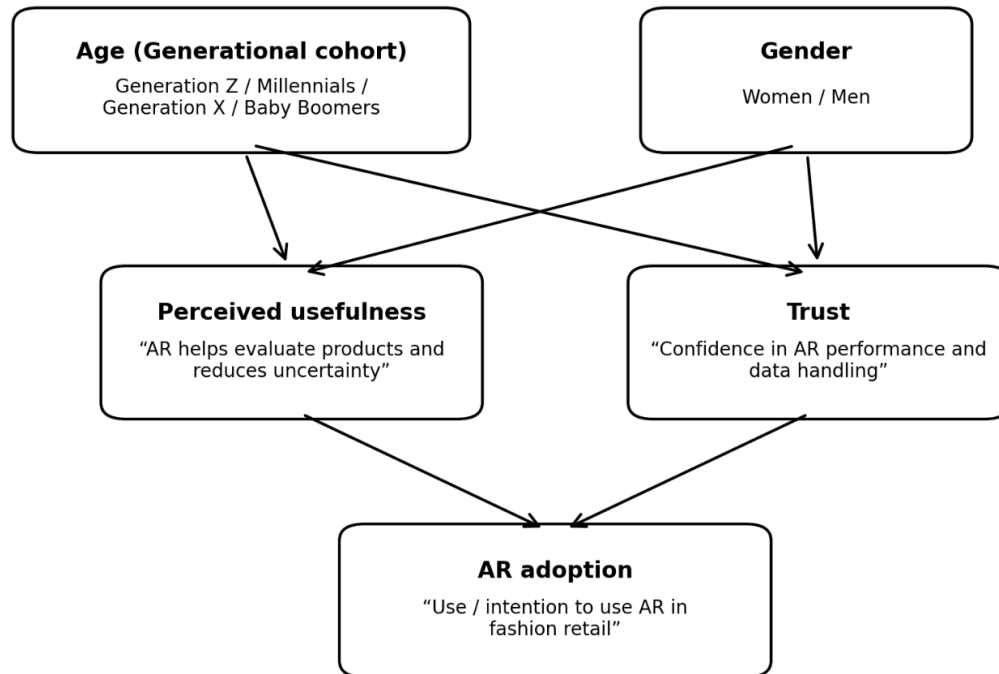 Age (Generational cohort)
Generation Z / Millennials /
Generation X / Baby Boomers
Gender
Women / Men
Perceived usefulness
“AR helps evaluate products and
reduces uncertainty”
Trust
“Confidence in AR performance and
data handling”
AR adoption
“Use / intention to use AR in
fashion retail”